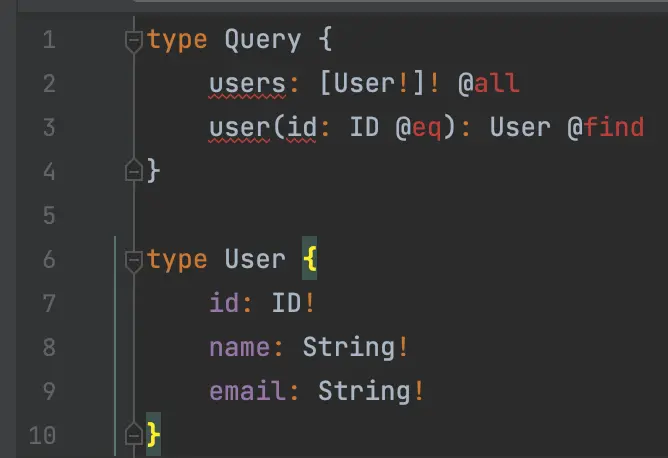 1 type Query {
2 users: [User!]! @all
3 user(id: ID @eq): User @find
4 }
5
6 type User {
7 id: ID!
8 name: String!
9 email: String!
10 }